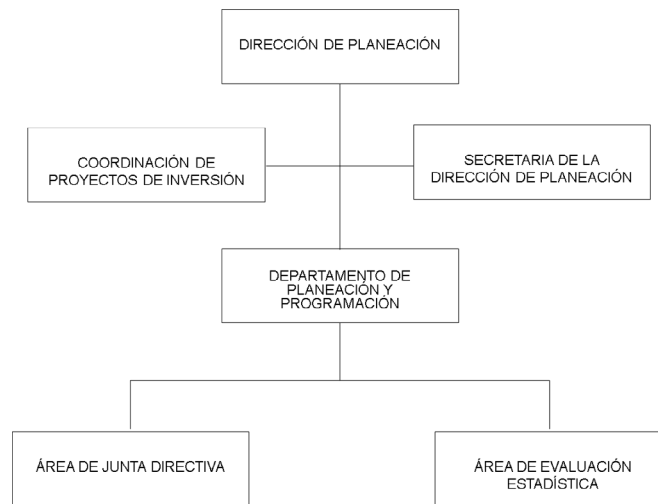 DIRECCIÓN DE PLANEACIÓN
COORDINACIÓN DE
PROYECTOS DE INVERSIÓN
SECRETARIA DE LA
DIRECCIÓN DE PLANEACIÓN
DEPARTAMENTO DE
PLANEACIÓN Y
PROGRAMACIÓN
ÁREA DE JUNTA DIRECTIVA
ÁREA DE EVALUACIÓN
ESTADÍSTICA